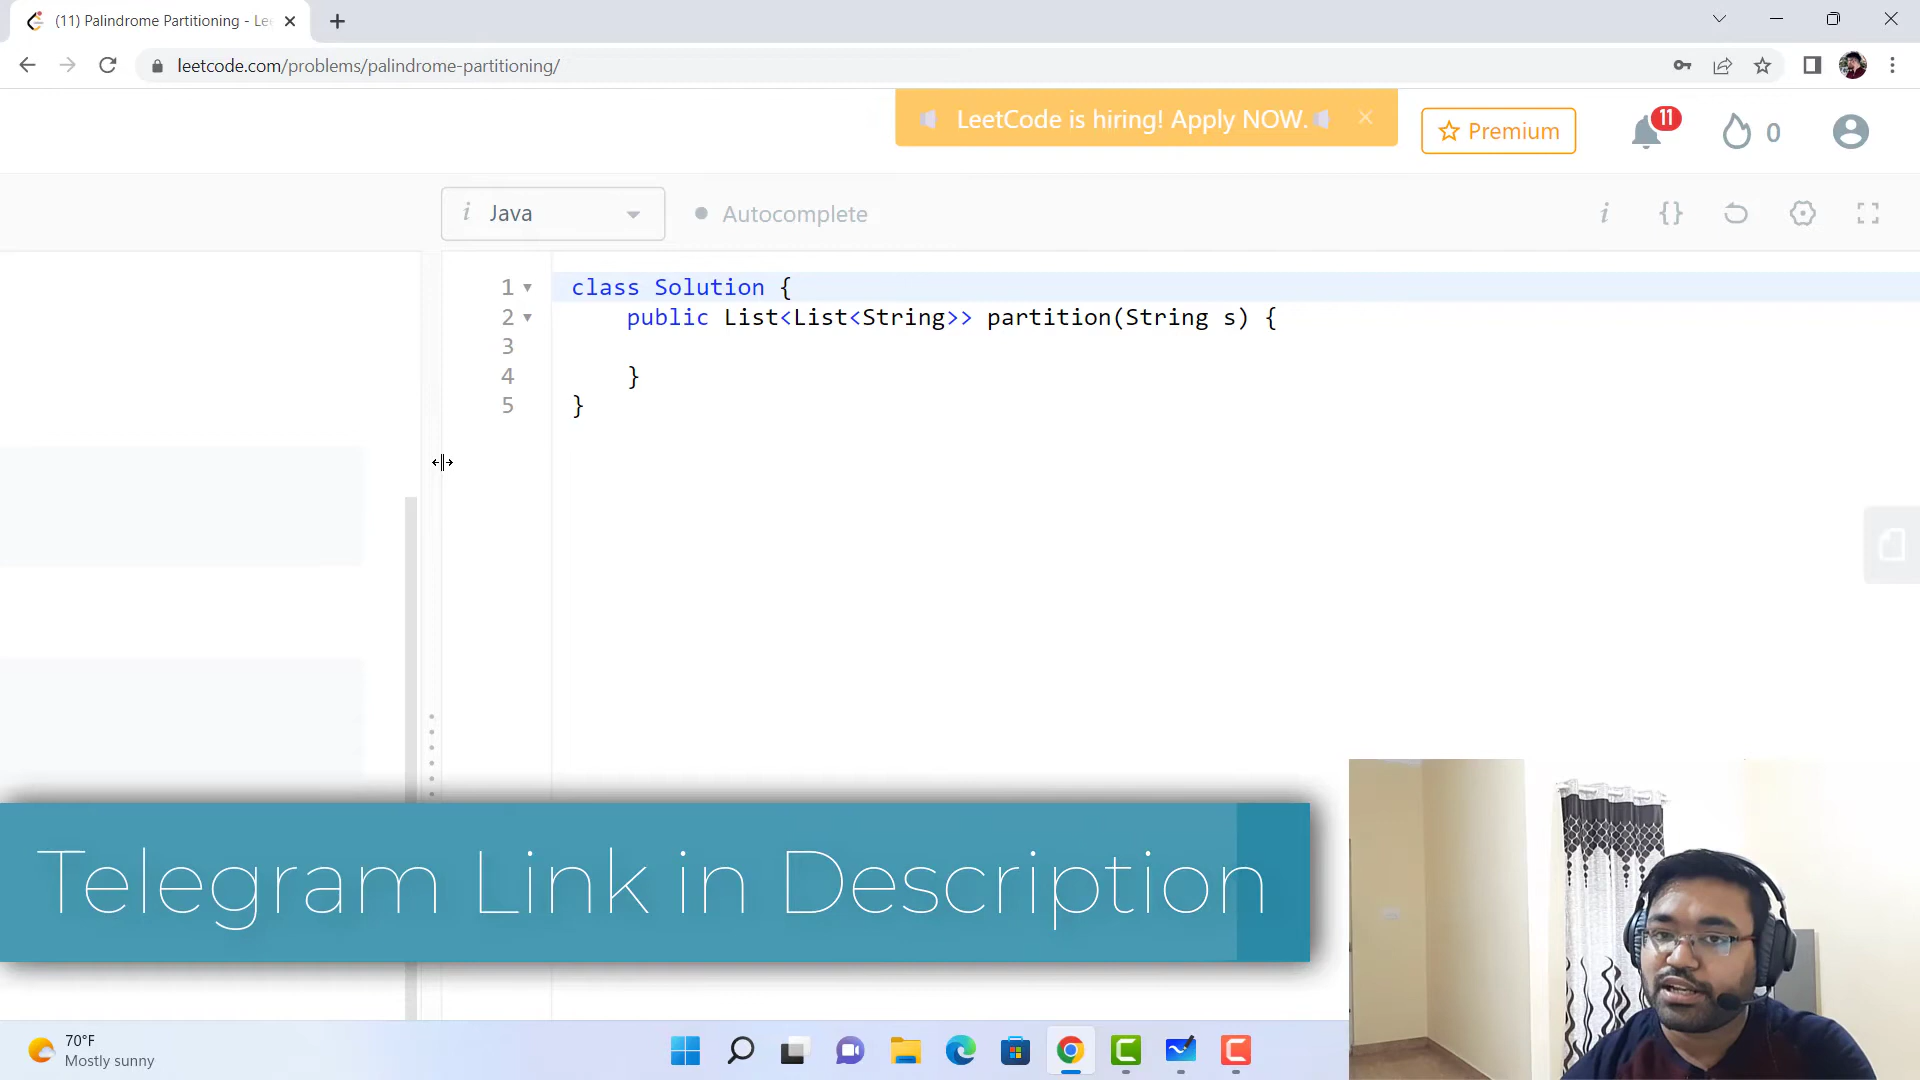 (11) Palindrome Partitioning - Le
leetcode.com/problems/palindrome-partitioning/
LeetCode is hiring! Apply NOW.
Premium
11
0
i Java
Autocomplete
i {}
1 class Solution {
2 public List<List<String>> partition(String s) {
3
4 }
5 }
Telegram Link in Description
70°F
Mostly sunny